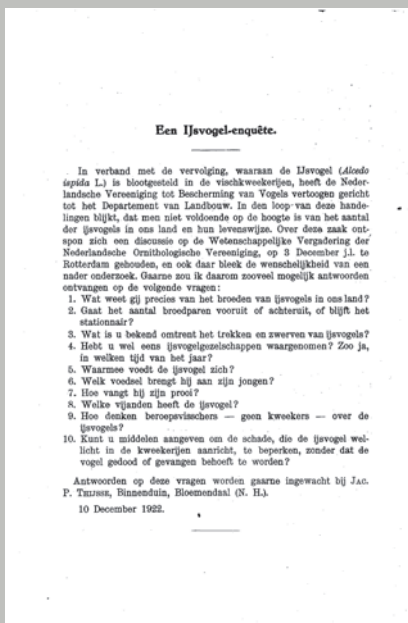 Een IJsvogel-enquête.
In verband met de vervolging, waaraan de IJsvogel (Alcedo
ispida L.) is blootgesteld in de vischkweekerijen, heeft de Neder-
landsche Vereeniging tot Bescherming van Vogels vertoogen gericht
tot het Departement van Landbouw. In den loop van deze hande-
lingen blijkt, dat men niet voldoende op de hoogte is van het aantal
der ijsvogels in ons land en hun levenswijze. Over deze zaak ont-
spon zich een discussie op de Wetenschappelijke Vergadering der
Nederlandsche Ornithologische Vereeniging, op 3 December j.l. te
Rotterdam gehouden, en ook daar bleek de wenschelijkheid van een
nader onderzoek. Gaarne zou ik daarom zooveel mogelijk antwoorden
ontvangen op de volgende vragen:
1. Wat weet gij precies van het broeden van ijsvogels in ons land?
2. Gaat het aantal broedparen vooruit of achteruit, of blijft het
stationnair?
3. Wat is u bekend omtrent het trekken en zwerven van ijsvogels?
4. Hebt u wel eens ijsvogelgezelschappen waargenomen? Zoo ja,
in welken tijd van het jaar?
5. Waarmee voedt de ijsvogel zich?
6. Welk voedsel brengt hij aan zijn jongen?
7. Hoe vangt hij zijn prooi?
8. Welke vijanden heeft de ijsvogel?
9. Hoe denken beroepsvisschers — geen kweekers — over de
ijsvogels?
10. Kunt u middelen aangeven om de schade, die de ijsvogel wel-
licht in de kweekerijen aanricht, te beperken, zonder dat de
vogel gedood of gevangen behoeft te worden?
Antwoorden op deze vragen worden gaarne ingewacht bij JAC.
P. THIJSSE, Binnenduin, Bloemendaal (N. H.).
10 December 1922.